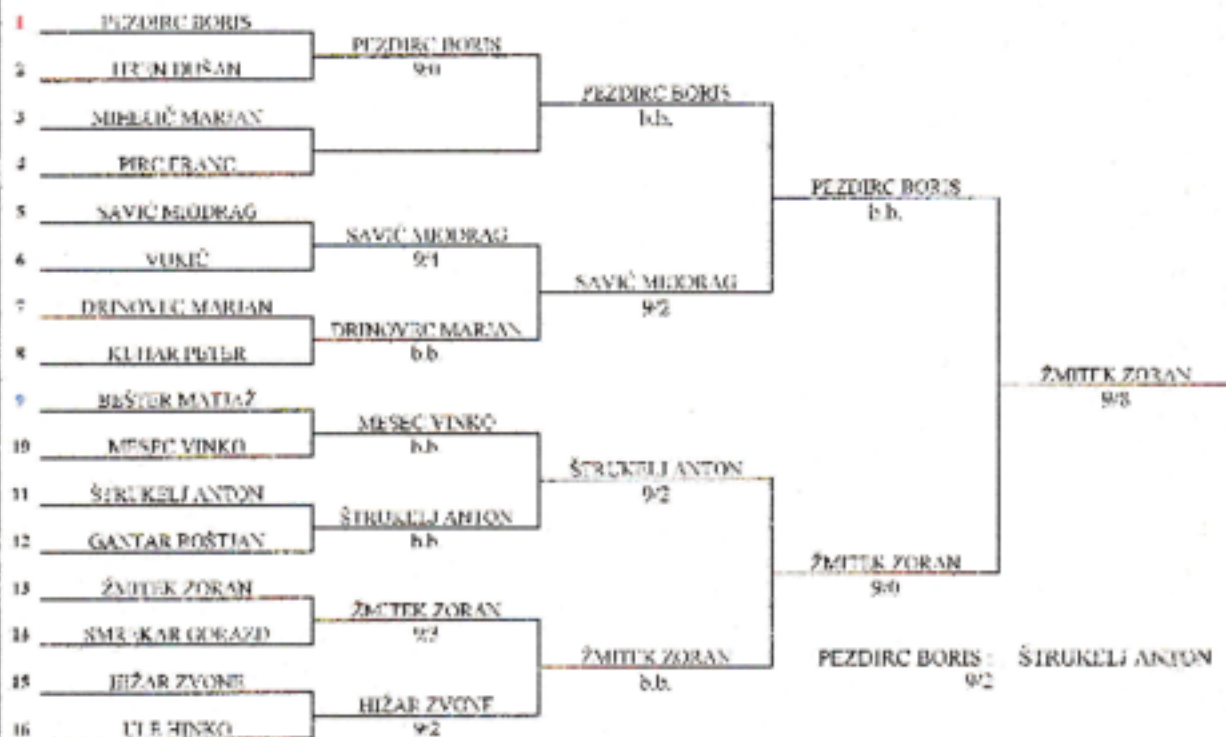 1 PEZDIRC BORIS
2 DUŠAN
3 MIHELIČ MARJAN
4 PIRC FRANC
5 SAVIĆ MIODRAG
6 VUKIČ
7 DRINOVEC MARJAN
8 KUHAR PETER
9 BEŠTER MATJAŽ
10 MESEC VINKO
11 ŠTRUKELJ ANTON
12 GANTAR BOŠTJAN
13 ŽMITEK ZORAN
14 SMREKAR GORAZD
15 HIŽAR ZVONE
16 ULE HINKO
PEZDIRC BORIS
9/0
SAVIĆ MIODRAG
9/4
DRINOVEC MARJAN
b.b.
MESEC VINKO
b.b.
ŠTRUKELJ ANTON
b.b.
ŽMITEK ZORAN
9/3
HIŽAR ZVONE
9/2
PEZDIRC BORIS
b.b.
SAVIĆ MIODRAG
9/2
ŠTRUKELJ ANTON
9/2
ŽMITEK ZORAN
b.b.
PEZDIRC BORIS
b.b.
ŽMITEK ZORAN
9/0
ŽMITEK ZORAN
9/8
PEZDIRC BORIS : ŠTRUKELJ ANTON
9/2